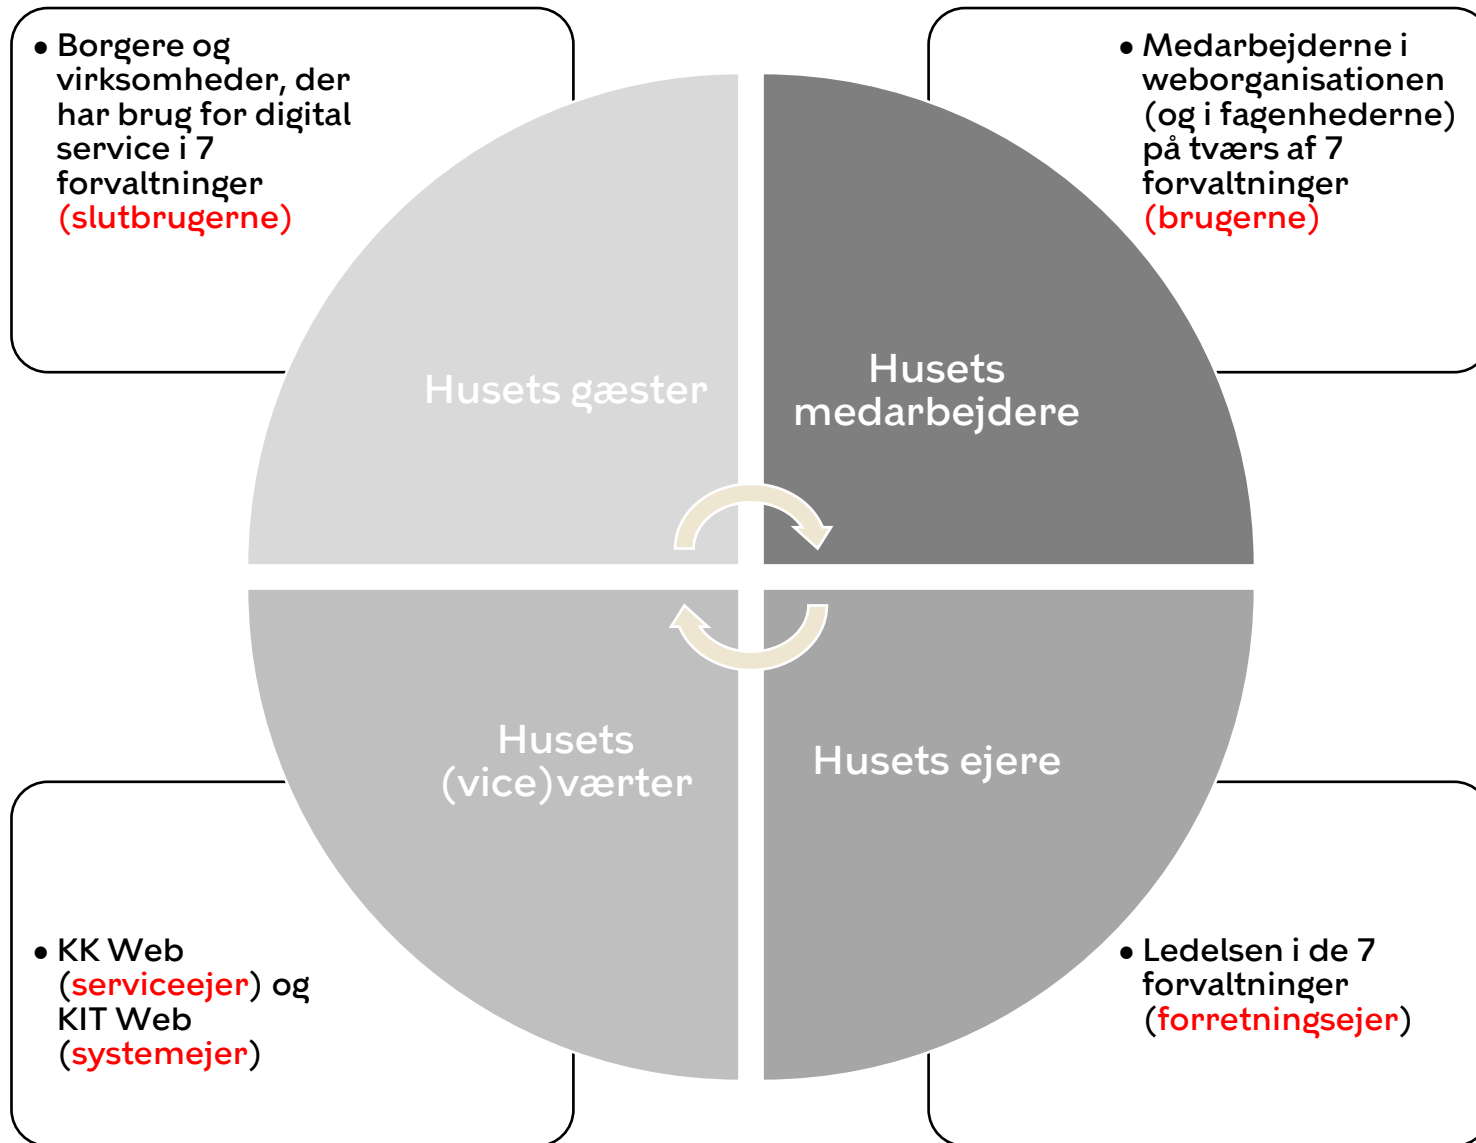 • Borgere og
virksomheder, der
har brug for digital
service i 7
forvaltninger
(slutbrugerne)
• Medarbejderne i
weborganisationen
(og i fagenhederne)
på tværs af 7
forvaltninger
(brugerne)
Husets gæster
Husets
medarbejdere
Husets
(vice)værter
Husets ejere
• KK Web
(serviceejer) og
KIT Web
(systemejer)
• Ledelsen i de 7
forvaltninger
(forretningsejer)